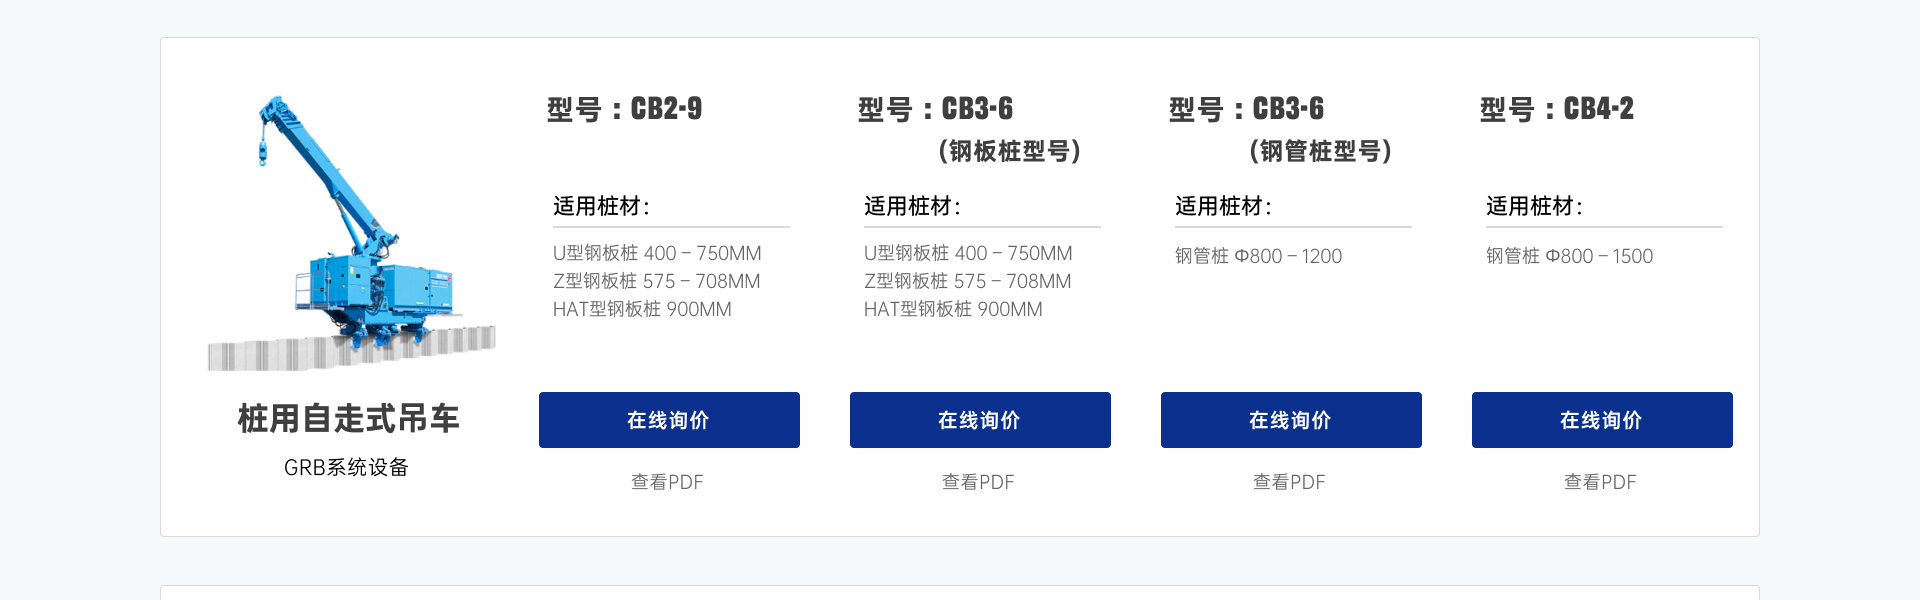 桩用自走式吊车
GRB系统设备
型号：CB2-9
适用桩材：
U型钢板桩 400 – 750MM
Z型钢板桩 575 – 708MM
HAT型钢板桩 900MM
在线询价
查看PDF
型号：CB3-6
(钢板桩型号)
适用桩材：
U型钢板桩 400 – 750MM
Z型钢板桩 575 – 708MM
HAT型钢板桩 900MM
在线询价
查看PDF
型号：CB3-6
(钢管桩型号)
适用桩材：
钢管桩 Φ800 – 1200
在线询价
查看PDF
型号：CB4-2
适用桩材：
钢管桩 Φ800 – 1500
在线询价
查看PDF